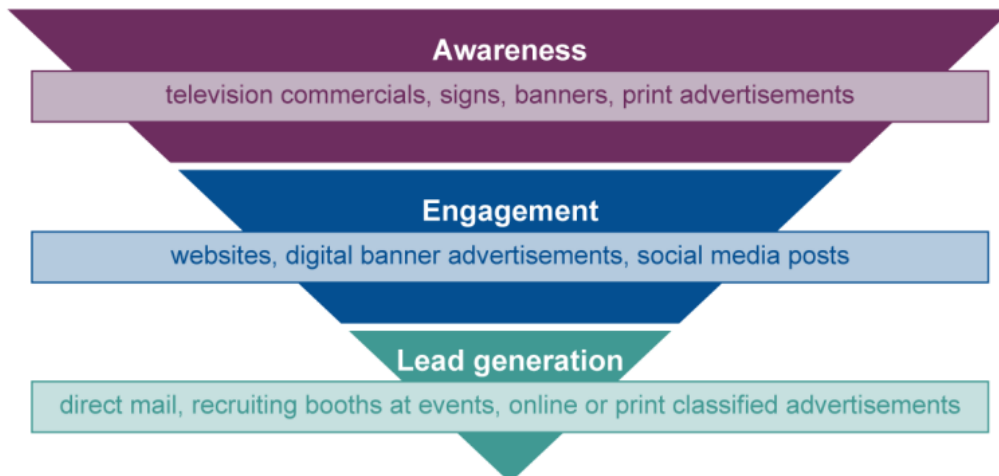 Awareness
television commercials, signs, banners, print advertisements
Engagement
websites, digital banner advertisements, social media posts
Lead generation
direct mail, recruiting booths at events, online or print classified advertisements